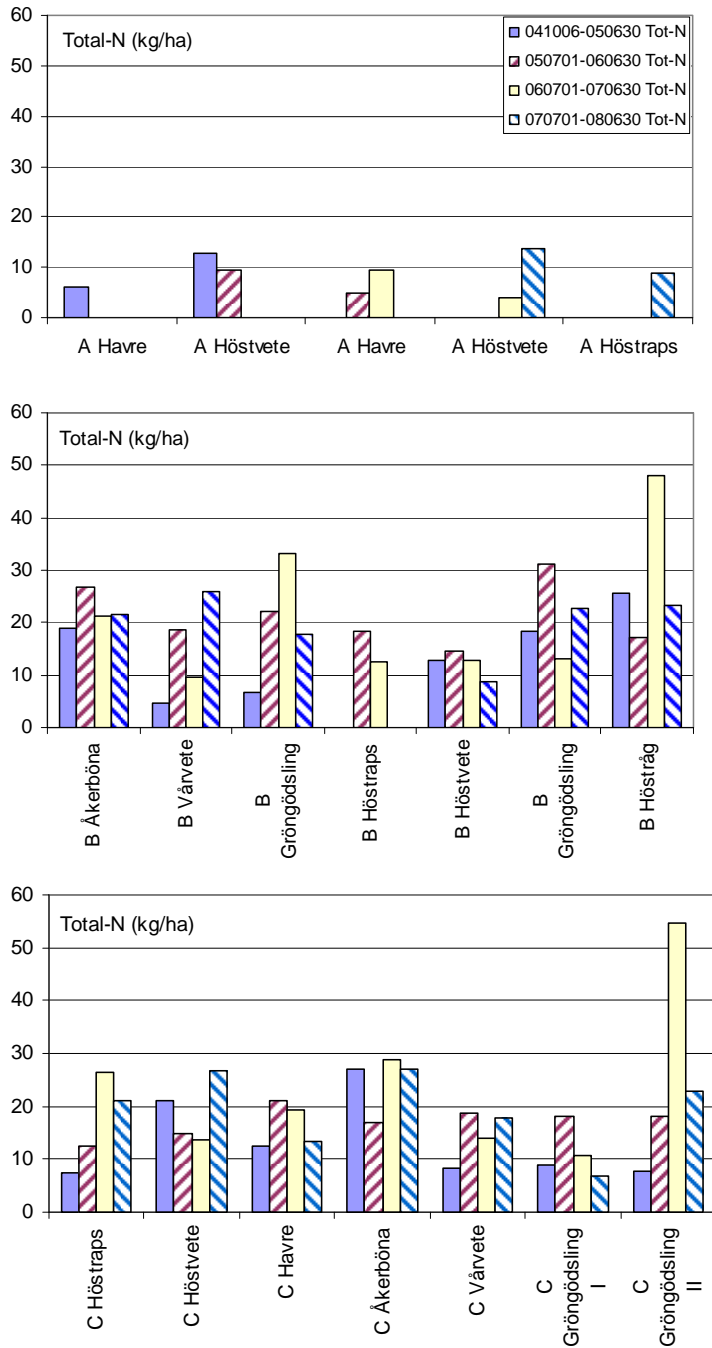 60
50
40
30
20
10
0
Total-N (kg/ha)
041006-050630 Tot-N
050701-060630 Tot-N
060701-070630 Tot-N
070701-080630 Tot-N
A Havre
A Höstvete
A Havre
A Höstvete
A Höstraps
60
50
40
30
20
10
0
Total-N (kg/ha)
B Åkerböna
B Vårvete
B
Gröngödsling
B Höstraps
B Höstvete
B
Gröngödsling
B Höstråg
60
50
40
30
20
10
0
Total-N (kg/ha)
C Höstraps
C Höstvete
C Havre
C Åkerböna
C Vårvete
C
Gröngödsling
I
C
Gröngödsling
II